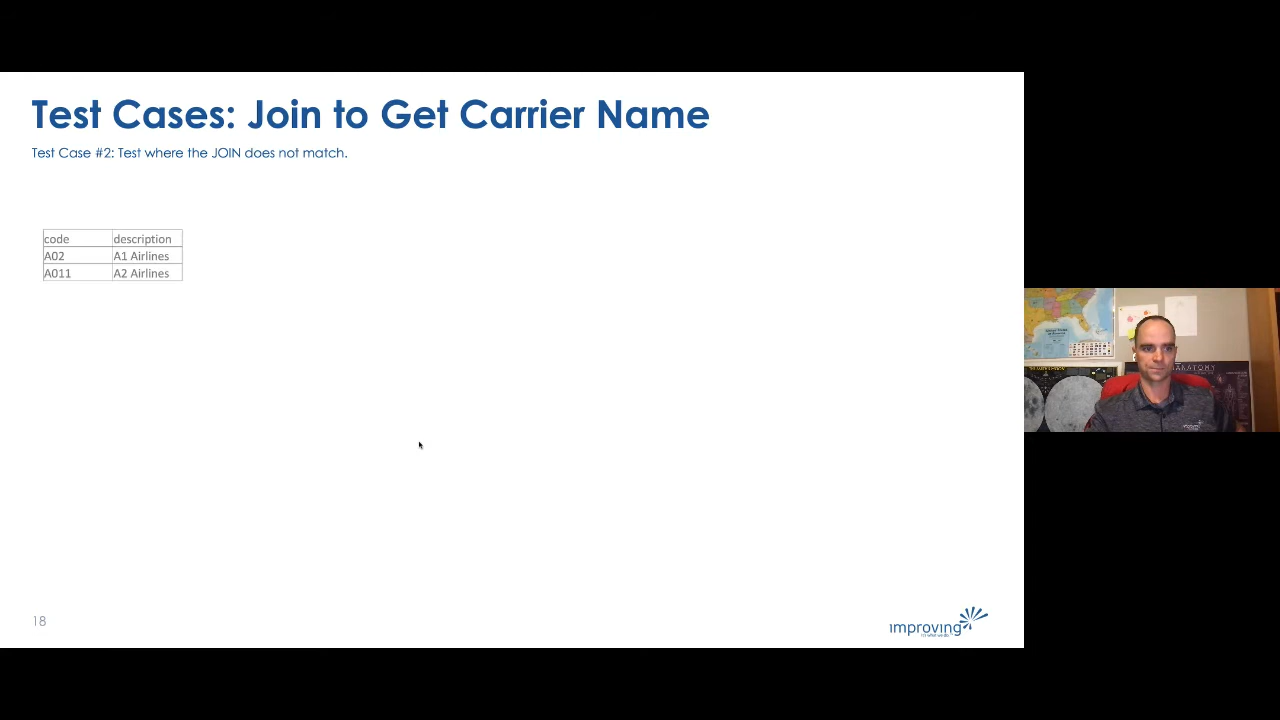 Test Cases: Join to Get Carrier Name
Test Case #2: Test where the JOIN does not match.
code description
A02 A1 Airlines
A011 A2 Airlines
18
improving